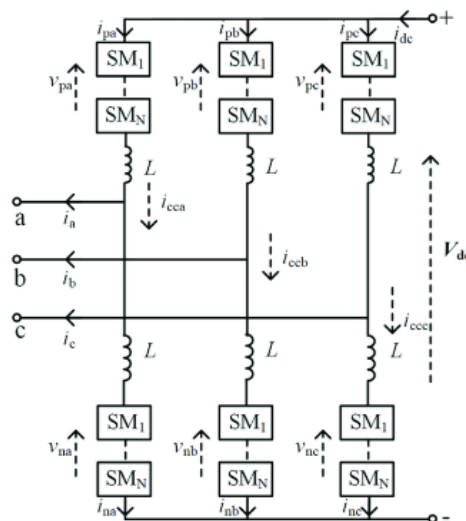 i_pa i_pb i_pc i_dc +
SM_1 SM_1 SM_1
v_pa v_pb v_pc
SM_N SM_N SM_N
L L L
a i_a i_cca
b i_b i_ccb
V_dc
c i_c i_ccc
L L L
SM_1 SM_1 SM_1
v_na v_nb v_nc
SM_N SM_N SM_N
i_na i_nb i_nc -